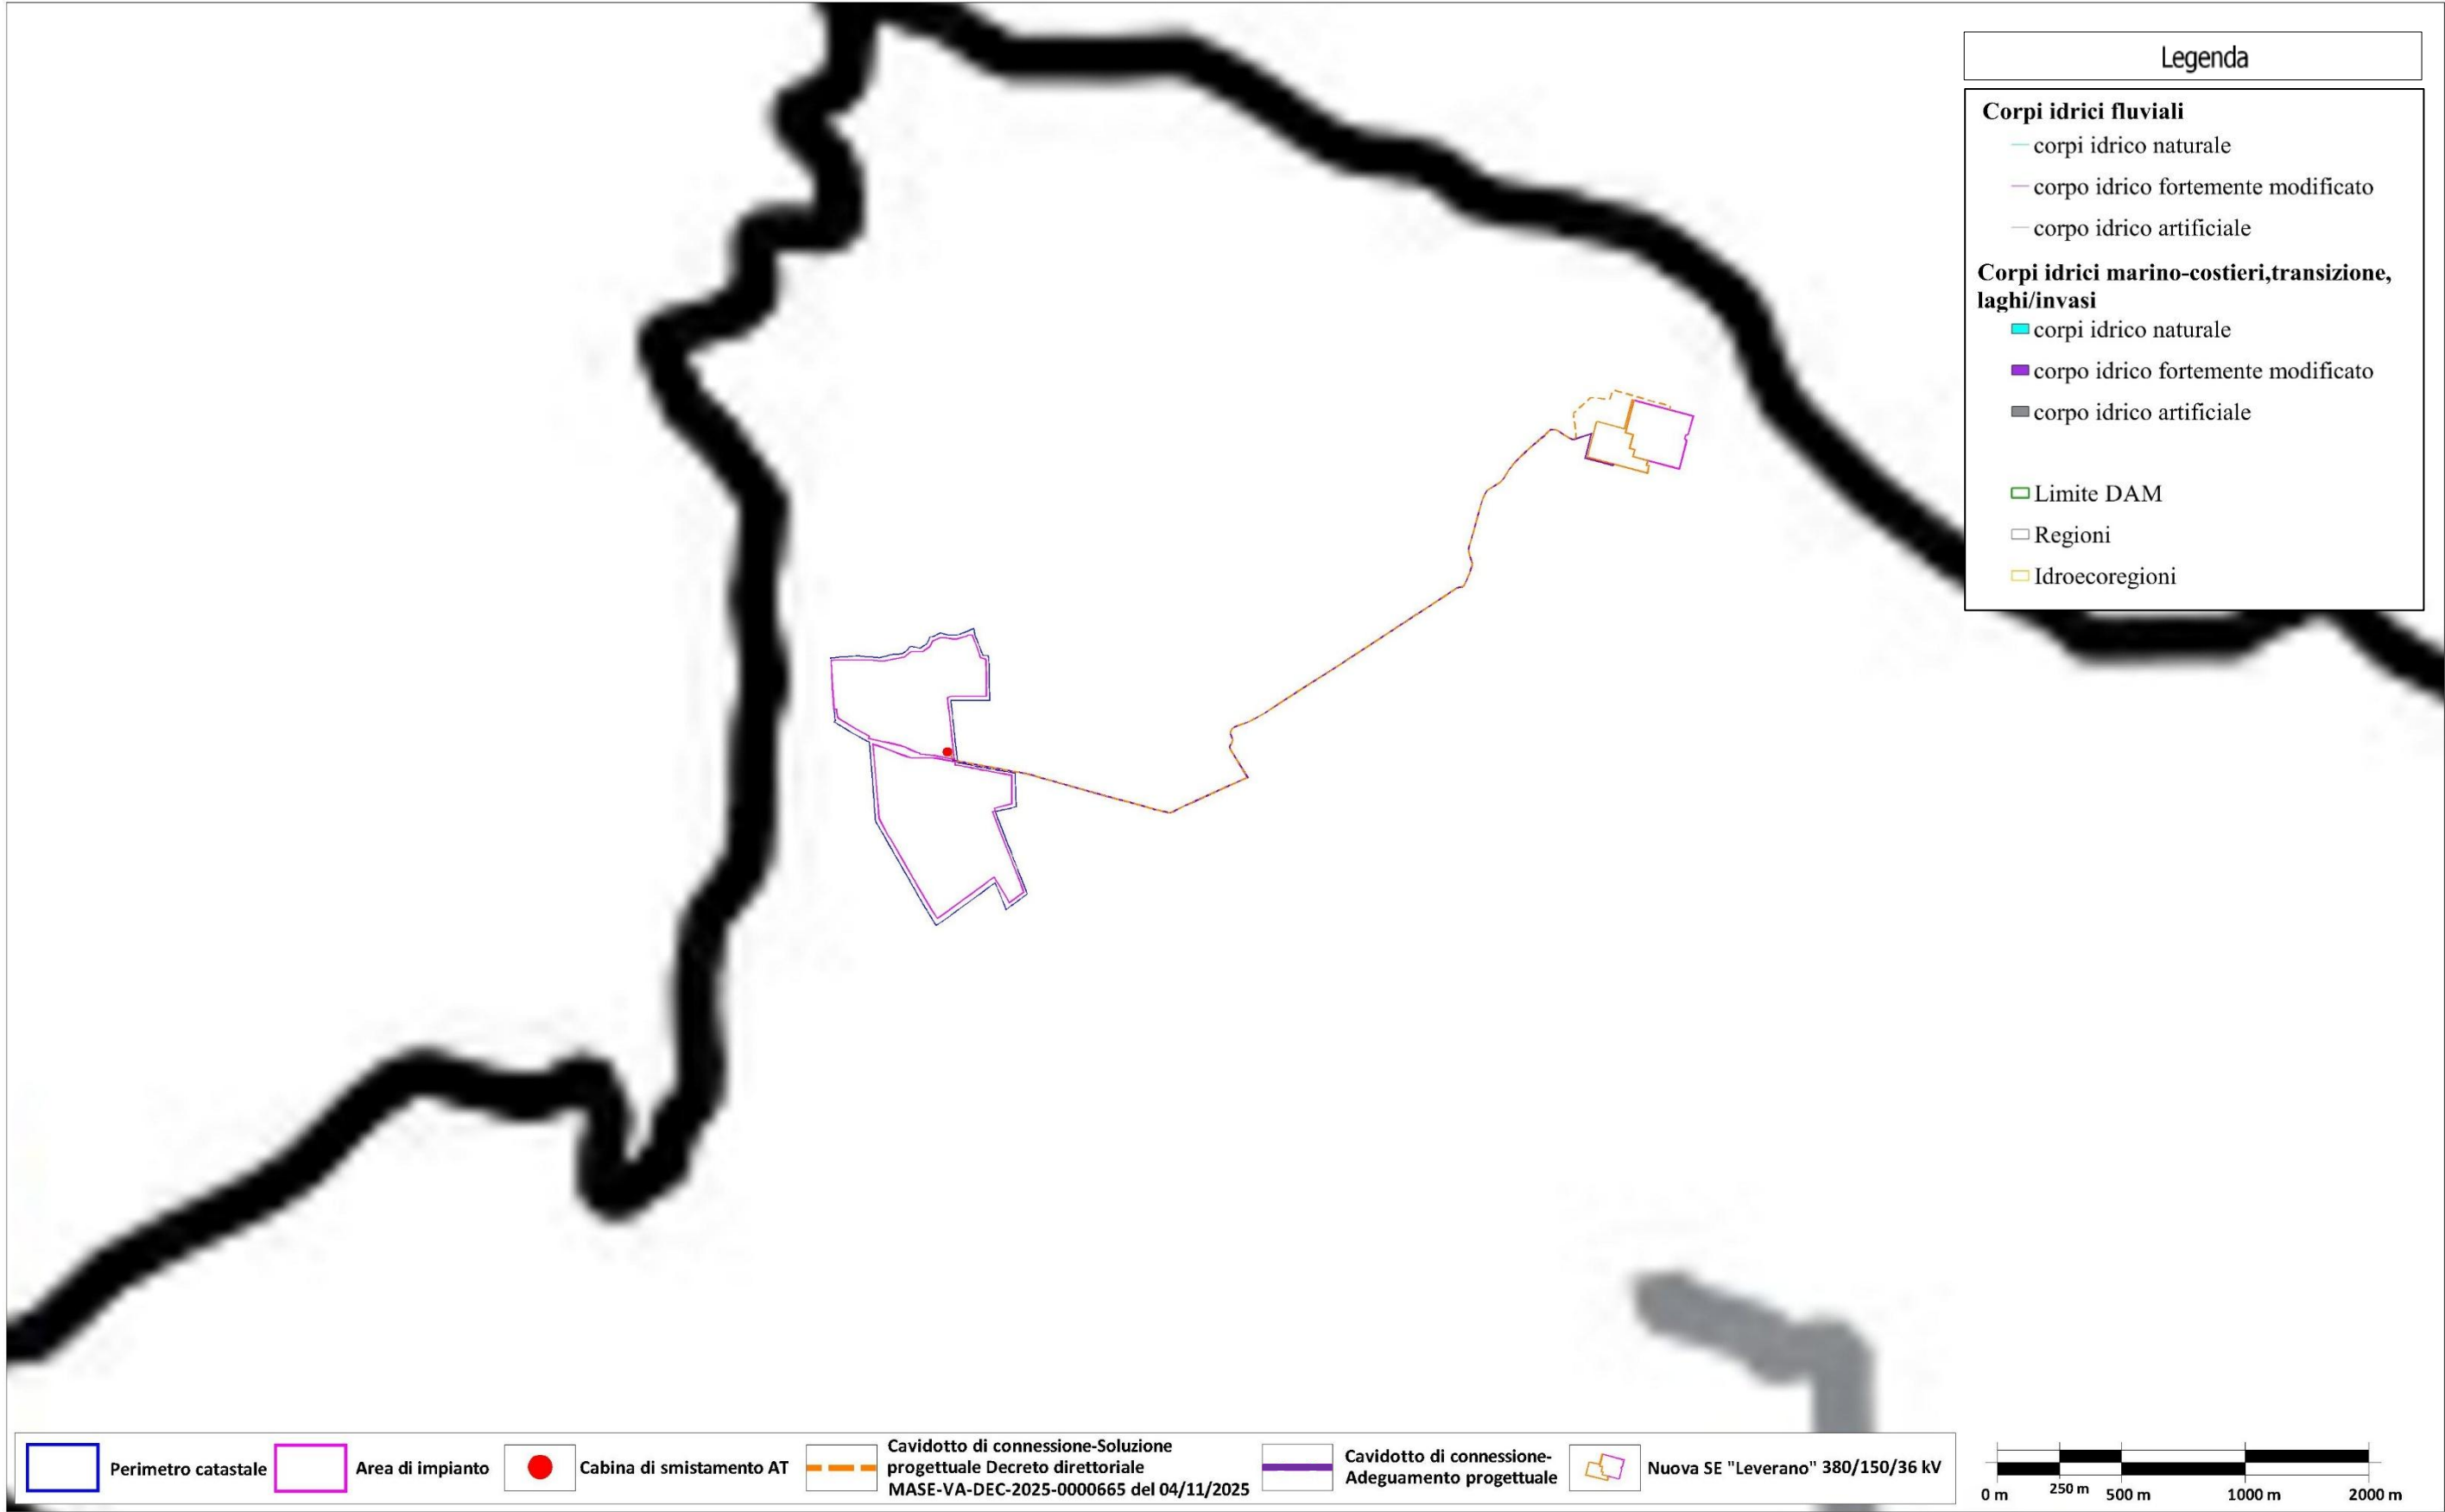 Legenda
Corpi idrici fluviali
corpi idrico naturale
corpo idrico fortemente modificato
corpo idrico artificiale
Corpi idrici marino-costieri,transizione,
laghi/invasi
corpi idrico naturale
corpo idrico fortemente modificato
corpo idrico artificiale
Limite DAM
Regioni
Idroecoregioni
Perimetro catastale
Area di impianto
Cabina di smistamento AT
Cavidotto di connessione-Soluzione
progettuale Decreto direttoriale
MASE-VA-DEC-2025-0000665 del 04/11/2025
Cavidotto di connessione-
Adeguamento progettuale
Nuova SE "Leverano" 380/150/36 kV
0 m 250 m 500 m 1000 m 2000 m